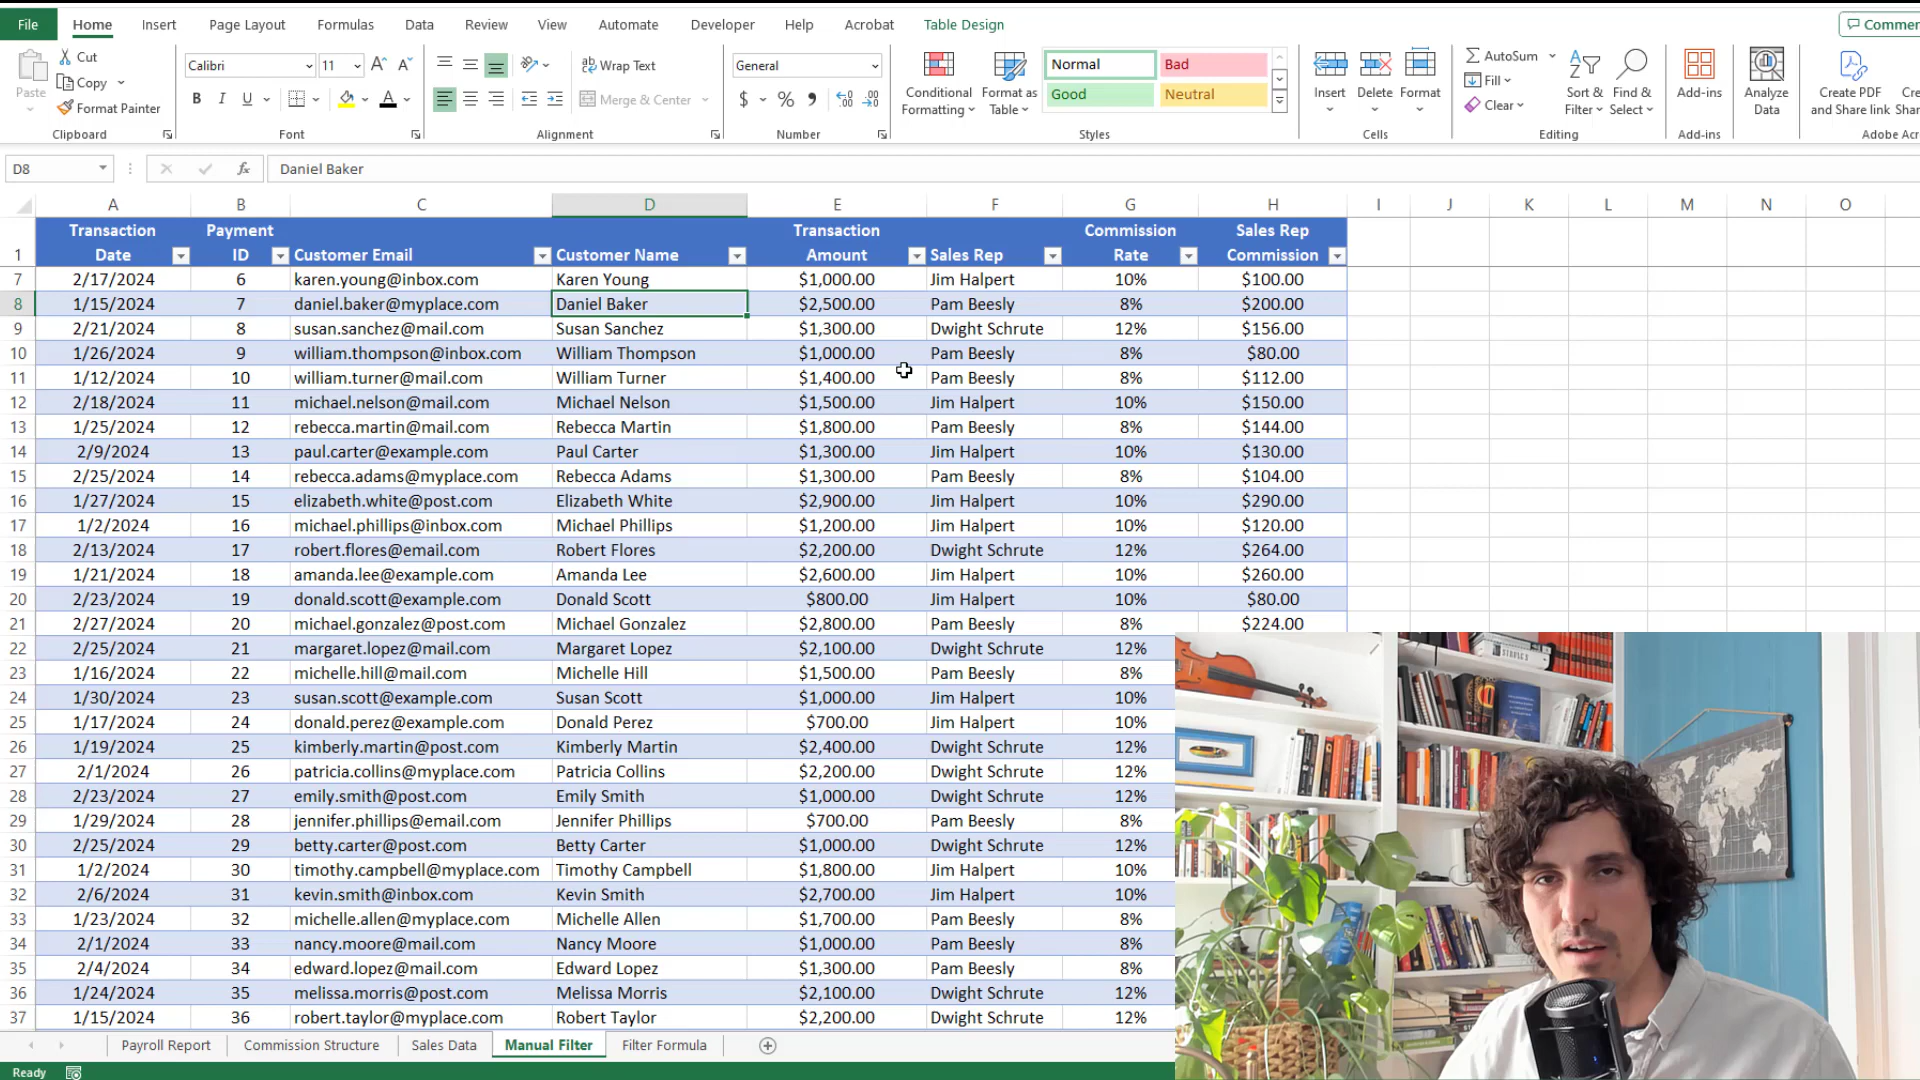 File Home Insert Page Layout Formulas Data Review View Automate Developer Help Acrobat Table Design
Paste Cut Copy Format Painter Clipboard
Calibri 11 B I U Font
Wrap Text Merge & Center Alignment
General $ % Number
Conditional Formatting Format as Table Normal Bad Good Neutral Styles
Insert Delete Format Cells
AutoSum Fill Clear Sort & Filter Find & Select Editing
Add-ins Add-ins
Analyze Data
Create PDF and Share link
D8 fx Daniel Baker
A B C D E F G H I J K L M N O
1 Transaction Date Payment ID Customer Email Customer Name Transaction Amount Sales Rep Commission Rate Sales Rep Commission
7 2/17/2024 6 karen.young@inbox.com Karen Young $1,000.00 Jim Halpert 10% $100.00
8 1/15/2024 7 daniel.baker@myplace.com Daniel Baker $2,500.00 Pam Beesly 8% $200.00
9 2/21/2024 8 susan.sanchez@mail.com Susan Sanchez $1,300.00 Dwight Schrute 12% $156.00
10 1/26/2024 9 william.thompson@inbox.com William Thompson $1,000.00 Pam Beesly 8% $80.00
11 1/12/2024 10 william.turner@mail.com William Turner $1,400.00 Pam Beesly 8% $112.00
12 2/18/2024 11 michael.nelson@mail.com Michael Nelson $1,500.00 Jim Halpert 10% $150.00
13 1/25/2024 12 rebecca.martin@mail.com Rebecca Martin $1,800.00 Pam Beesly 8% $144.00
14 2/9/2024 13 paul.carter@example.com Paul Carter $1,300.00 Jim Halpert 10% $130.00
15 2/25/2024 14 rebecca.adams@myplace.com Rebecca Adams $1,300.00 Pam Beesly 8% $104.00
16 1/27/2024 15 elizabeth.white@post.com Elizabeth White $2,900.00 Jim Halpert 10% $290.00
17 1/2/2024 16 michael.phillips@inbox.com Michael Phillips $1,200.00 Jim Halpert 10% $120.00
18 2/13/2024 17 robert.flores@email.com Robert Flores $2,200.00 Dwight Schrute 12% $264.00
19 1/21/2024 18 amanda.lee@example.com Amanda Lee $2,600.00 Jim Halpert 10% $260.00
20 2/23/2024 19 donald.scott@example.com Donald Scott $800.00 Jim Halpert 10% $80.00
21 2/27/2024 20 michael.gonzalez@post.com Michael Gonzalez $2,800.00 Pam Beesly 8% $224.00
22 2/25/2024 21 margaret.lopez@mail.com Margaret Lopez $2,100.00 Dwight Schrute 12%
23 1/16/2024 22 michelle.hill@mail.com Michelle Hill $1,500.00 Pam Beesly 8%
24 1/30/2024 23 susan.scott@example.com Susan Scott $1,000.00 Jim Halpert 10%
25 1/17/2024 24 donald.perez@example.com Donald Perez $700.00 Jim Halpert 10%
26 1/19/2024 25 kimberly.martin@post.com Kimberly Martin $2,400.00 Dwight Schrute 12%
27 2/1/2024 26 patricia.collins@myplace.com Patricia Collins $2,200.00 Dwight Schrute 12%
28 2/23/2024 27 emily.smith@post.com Emily Smith $1,000.00 Dwight Schrute 12%
29 1/29/2024 28 jennifer.phillips@email.com Jennifer Phillips $700.00 Pam Beesly 8%
30 2/25/2024 29 betty.carter@post.com Betty Carter $1,000.00 Dwight Schrute 12%
31 1/2/2024 30 timothy.campbell@myplace.com Timothy Campbell $1,800.00 Jim Halpert 10%
32 2/6/2024 31 kevin.smith@inbox.com Kevin Smith $2,700.00 Jim Halpert 10%
33 1/23/2024 32 michelle.allen@myplace.com Michelle Allen $1,700.00 Pam Beesly 8%
34 2/1/2024 33 nancy.moore@mail.com Nancy Moore $1,000.00 Pam Beesly 8%
35 2/4/2024 34 edward.lopez@mail.com Edward Lopez $1,300.00 Pam Beesly 8%
36 1/24/2024 35 melissa.morris@post.com Melissa Morris $2,100.00 Dwight Schrute 12%
37 1/15/2024 36 robert.taylor@myplace.com Robert Taylor $2,200.00 Dwight Schrute 12%
Payroll Report Commission Structure Sales Data Manual Filter Filter Formula
Ready